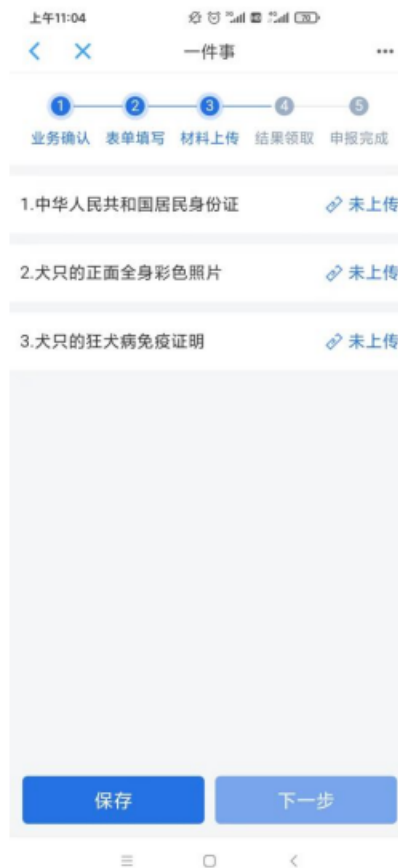 上午11:04
70
一件事
1 2 3 4 5
业务确认 表单填写 材料上传 结果领取 申报完成
1.中华人民共和国居民身份证 未上传
2.犬只的正面全身彩色照片 未上传
3.犬只的狂犬病免疫证明 未上传
保存 下一步